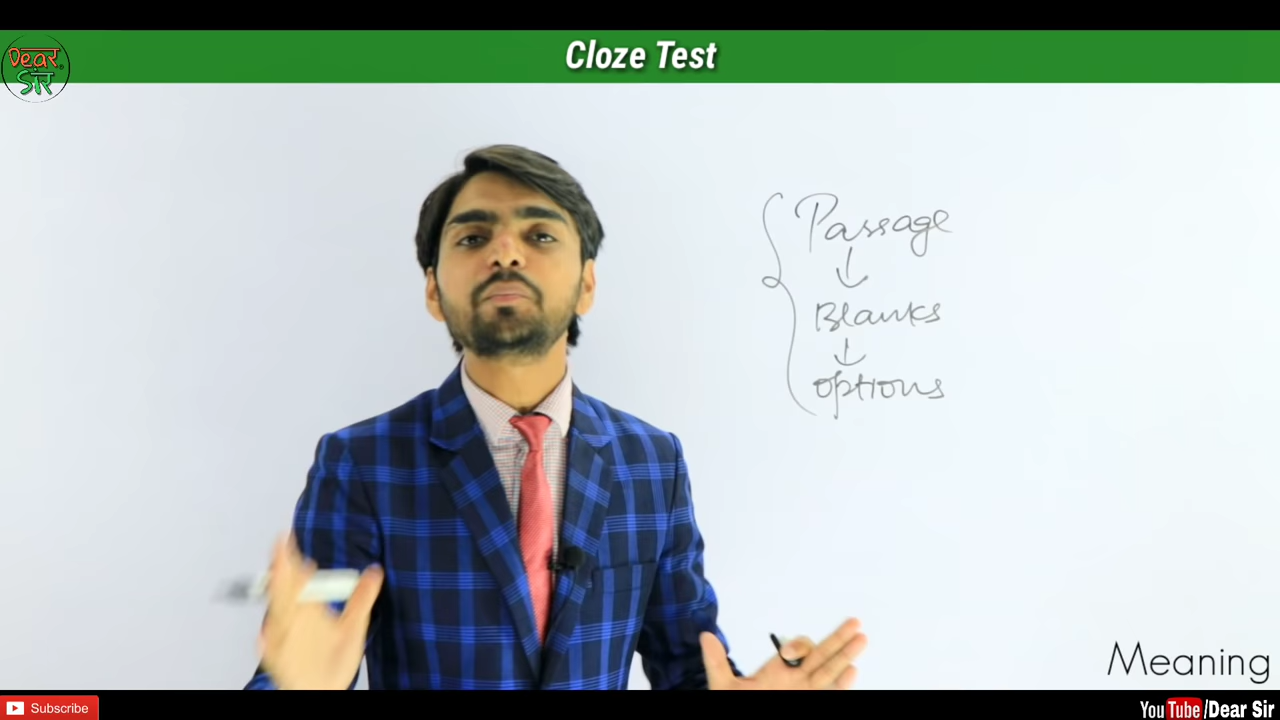 Cloze Test
Dear
सर
Passage
Blanks
options
Meaning
Subscribe
YouTube/Dear Sir